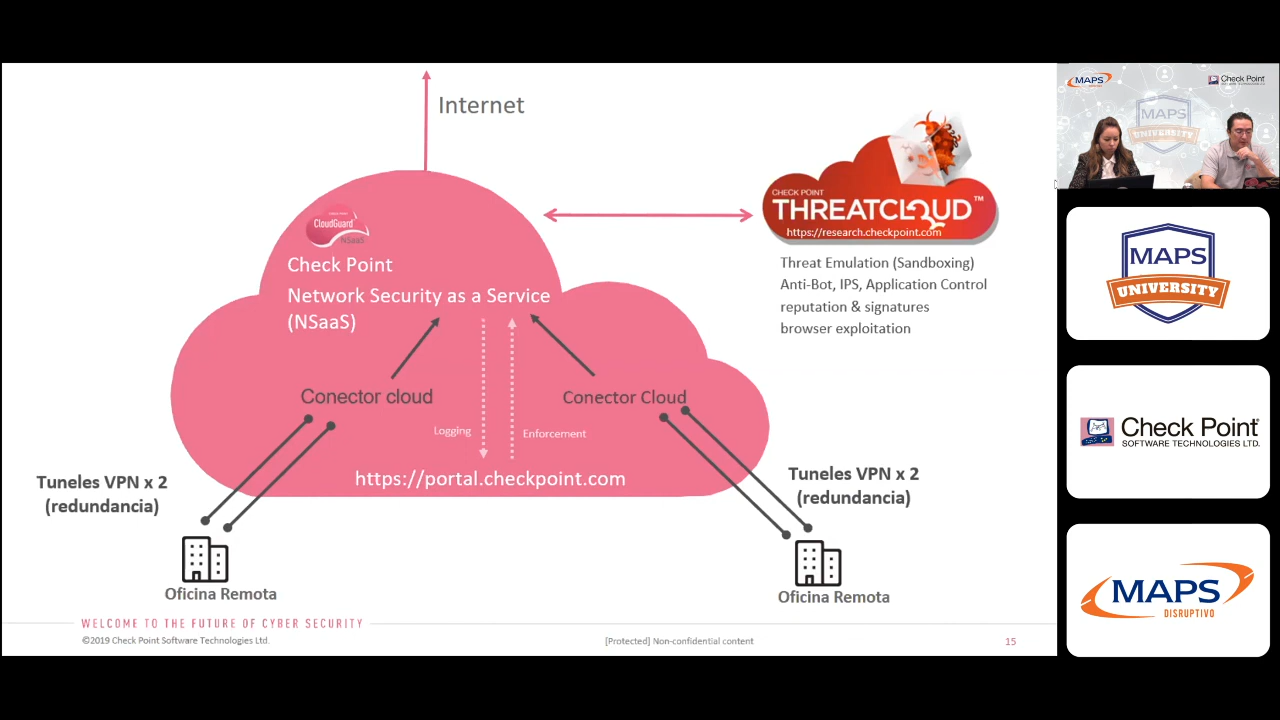 Internet
CHECK POINT
THREATCLOUD™
https://research.checkpoint.com
CloudGuard
NSaaS
Check Point
Network Security as a Service
(NSaaS)
Threat Emulation (Sandboxing)
Anti-Bot, IPS, Application Control
reputation & signatures
browser exploitation
Conector cloud
Conector Cloud
Logging
Enforcement
https://portal.checkpoint.com
Tuneles VPN x 2
(redundancia)
Tuneles VPN x 2
(redundancia)
Oficina Remota
Oficina Remota
WELCOME TO THE FUTURE OF CYBER SECURITY
©2019 Check Point Software Technologies Ltd.
[Protected] Non-confidential content
15
MAPS
Check Point
MAPS
UNIVERSITY
MAPS
UNIVERSITY
Check Point
SOFTWARE TECHNOLOGIES LTD.
MAPS
DISRUPTIVO